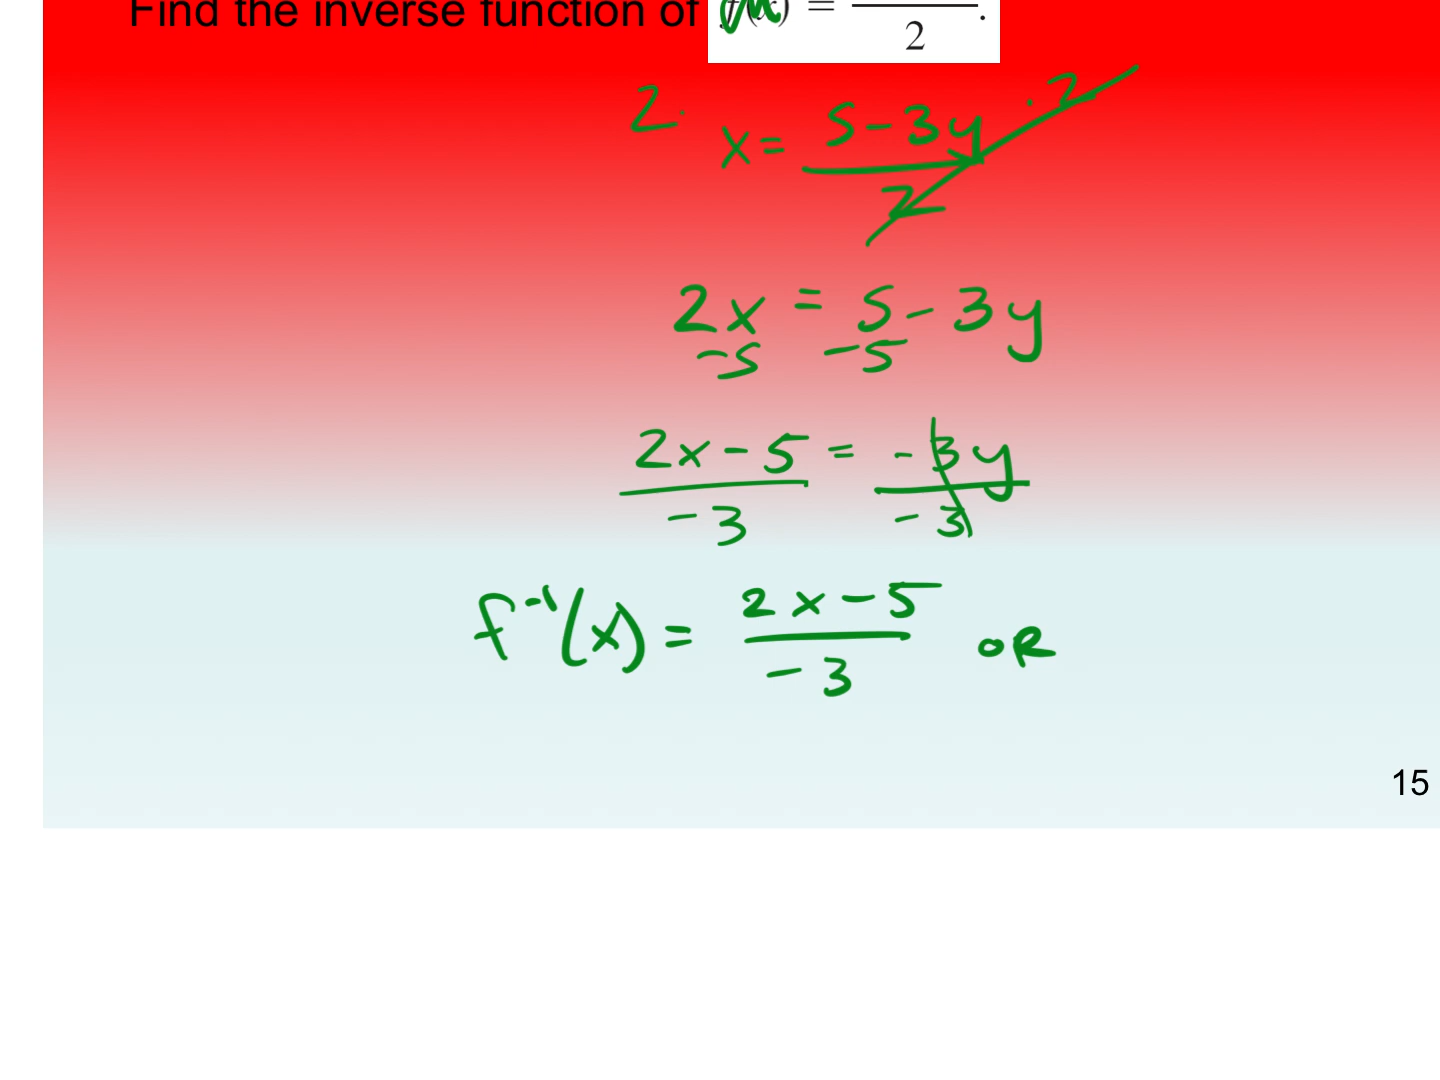 Find the inverse function of f(x) = 2.
2· x = 5-3y/2 · 2
2x = 5 - 3y
-5 -5
2x - 5 = -3y
-3 -3
f⁻¹(x) = 2x - 5/-3 OR
15